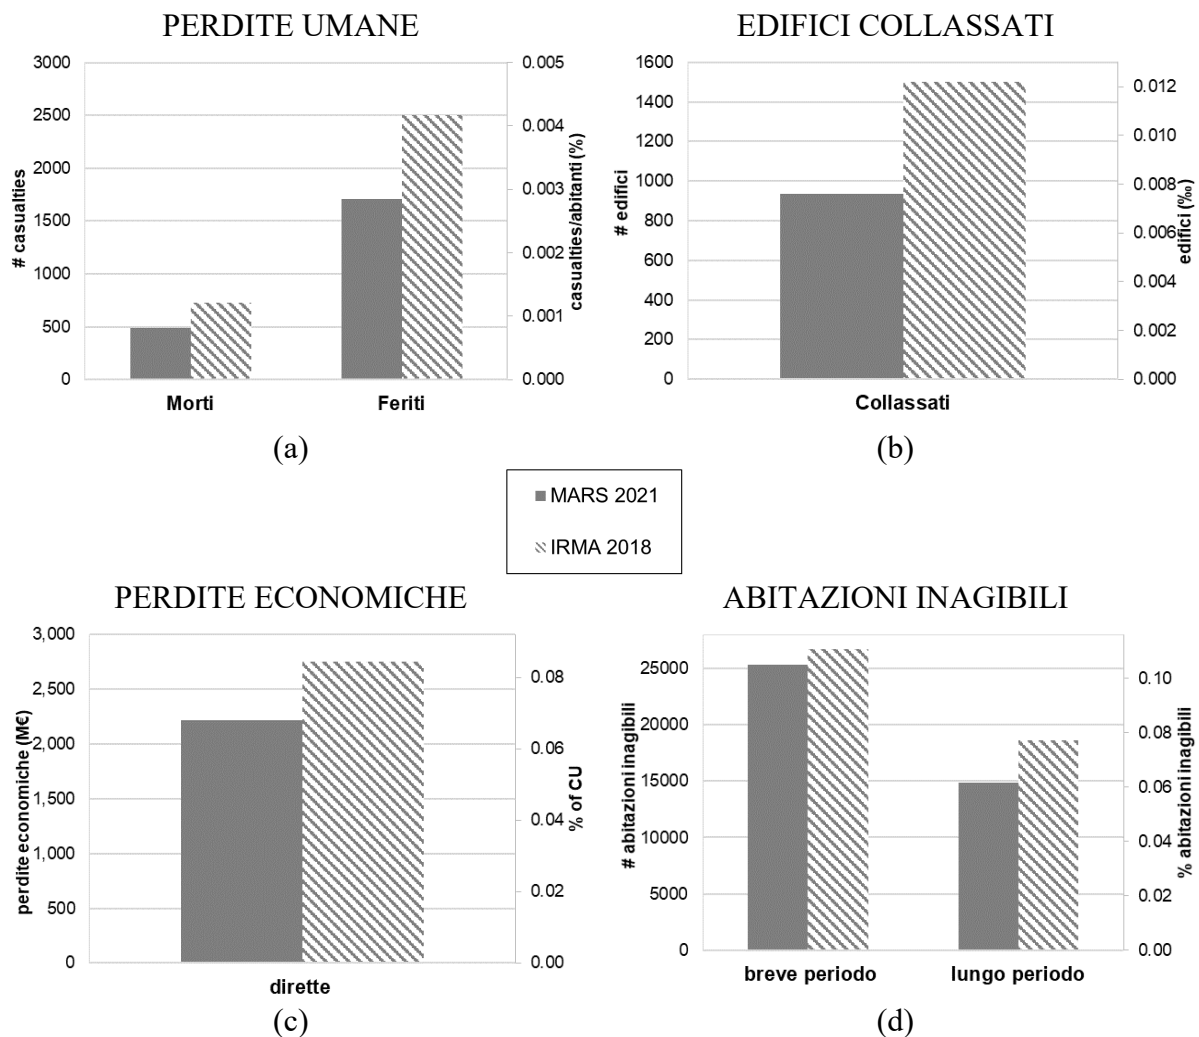 PERDITE UMANE
# casualties
3000
2500
2000
1500
1000
500
0
0.005
0.004
0.003
0.002
0.001
0.000
casualties/abitanti (%)
Morti
Feriti
(a)
EDIFICI COLLASSATI
# edifici
1600
1400
1200
1000
800
600
400
200
0
0.012
0.010
0.008
0.006
0.004
0.002
0.000
edifici (‰)
Collassati
(b)
MARS 2021
IRMA 2018
PERDITE ECONOMICHE
perdite economiche (M€)
3,000
2,500
2,000
1,500
1,000
500
0
0.08
0.06
0.04
0.02
0.00
% of CU
dirette
(c)
ABITAZIONI INAGIBILI
# abitazioni inagibili
25000
20000
15000
10000
5000
0
0.10
0.08
0.06
0.04
0.02
0.00
% abitazioni inagibili
breve periodo
lungo periodo
(d)